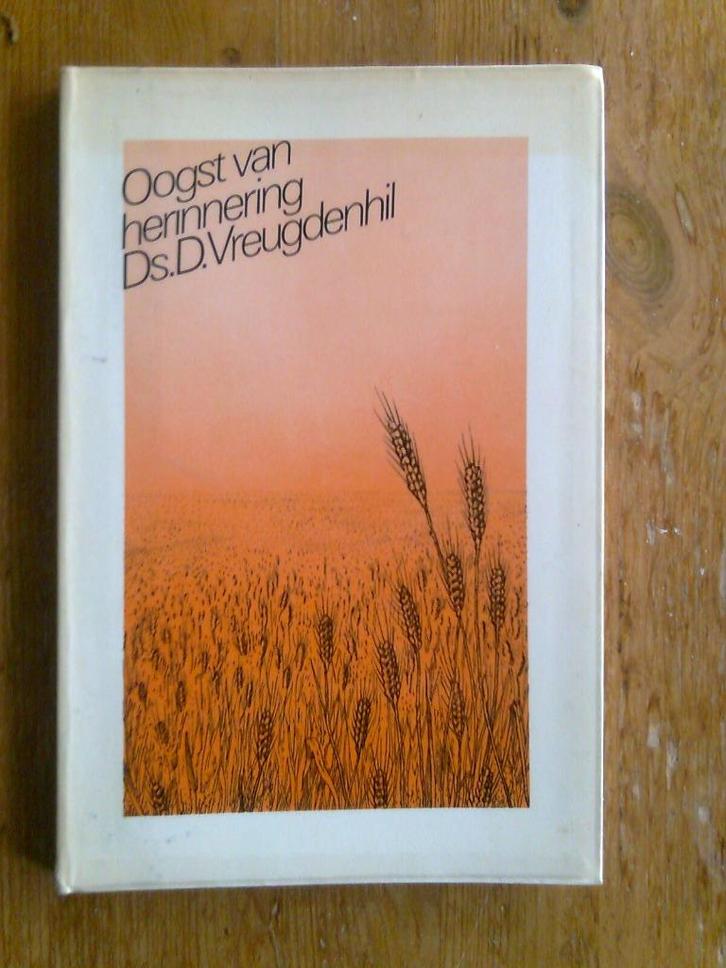 Oogst van
herinnering
Ds.D.Vreugdenhil